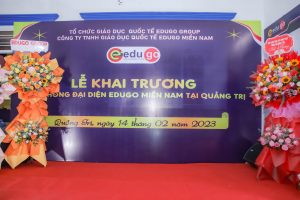 TỔ CHỨC GIÁO DỤC QUỐC TẾ EDUGO GROUP
CÔNG TY TNHH GIÁO DỤC QUỐC TẾ EDUGO MIỀN NAM
edugo
LỄ KHAI TRƯƠNG
ĐẠI DIỆN EDUGO MIỀN NAM TẠI QUẢNG TRỊ
Quảng Trị, ngày 14 tháng 02 năm 2023